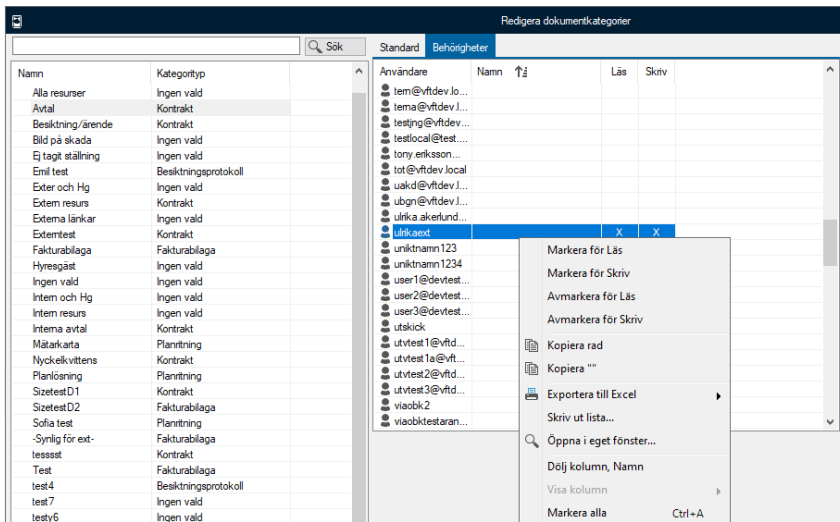 Redigera dokumentkategorier
Sök
Namn Kategorityp
Alla resurser Ingen vald
Avtal Kontrakt
Besiktning/ärende Kontrakt
Bild på skada Ingen vald
Ej tagit ställning Ingen vald
Emil test Besiktningsprotokoll
Exter och Hg Ingen vald
Extern resurs Kontrakt
Externa länkar Ingen vald
Externtest Kontrakt
Fakturabilaga Fakturabilaga
Hyresgäst Ingen vald
Ingen vald Ingen vald
Intern och Hg Ingen vald
Intern resurs Ingen vald
Interna avtal Kontrakt
Mätarkarta Planritning
Nyckelkvittens Kontrakt
Planlösning Planritning
SizetestD1 Kontrakt
SizetestD2 Fakturabilaga
Sofia test Planritning
-Synlig för ext- Fakturabilaga
tesssst Kontrakt
Test Fakturabilaga
test4 Besiktningsprotokoll
test7 Ingen vald
testy6 Ingen vald
Standard Behörigheter
Användare Namn Läs Skriv
tern@vftdev.lo...
terna@vftdev.l...
testjng@vftdev...
testlocal@test....
tony.eriksson...
tot@vftdev.local
uakd@vftdev.l...
ubgn@vftdev.l...
ulrika.akerlund...
ulrikaext X X
uniktnamn123
uniktnamn1234
user1@devtest...
user2@devtest...
user3@devtest...
utskick
utvtest1@vftd...
utvtest1a@vft...
utvtest2@vftd...
utvtest3@vftd...
viaobk2
viaobktestaran...
Markera för Läs
Markera för Skriv
Avmarkera för Läs
Avmarkera för Skriv
Kopiera rad
Kopiera ""
Exportera till Excel
Skriv ut lista...
Öppna i eget fönster...
Dölj kolumn, Namn
Visa kolumn
Markera alla Ctrl+A